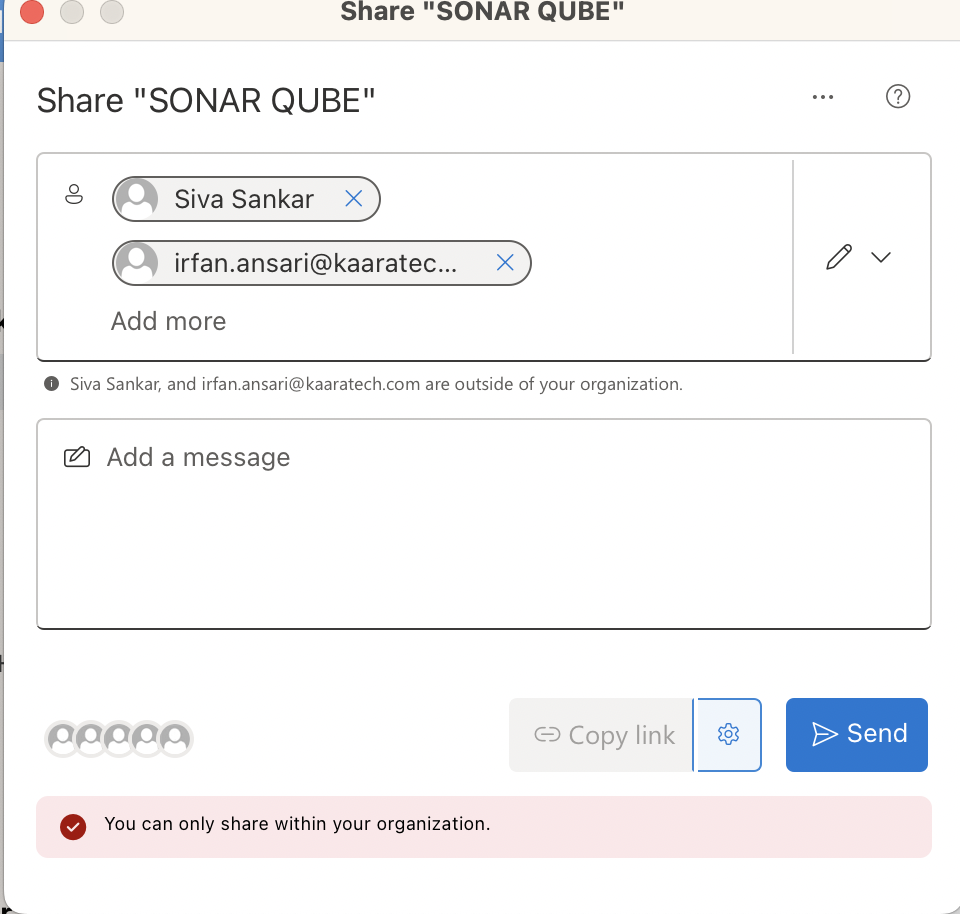 Share "SONAR QUBE"
Share "SONAR QUBE"
Siva Sankar
irfan.ansari@kaaratec...
Add more
Siva Sankar, and irfan.ansari@kaaratech.com are outside of your organization.
Add a message
Copy link
Send
You can only share within your organization.